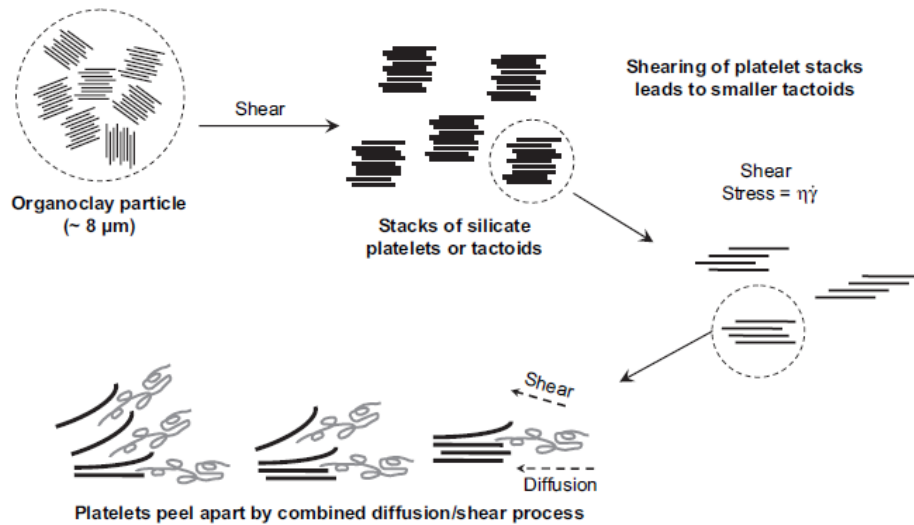 Shear
Shearing of platelet stacks
leads to smaller tactoids
Organoclay particle
(~ 8 μm)
Stacks of silicate
platelets or tactoids
Shear
Stress = ηγ̇
Shear
Diffusion
Platelets peel apart by combined diffusion/shear process